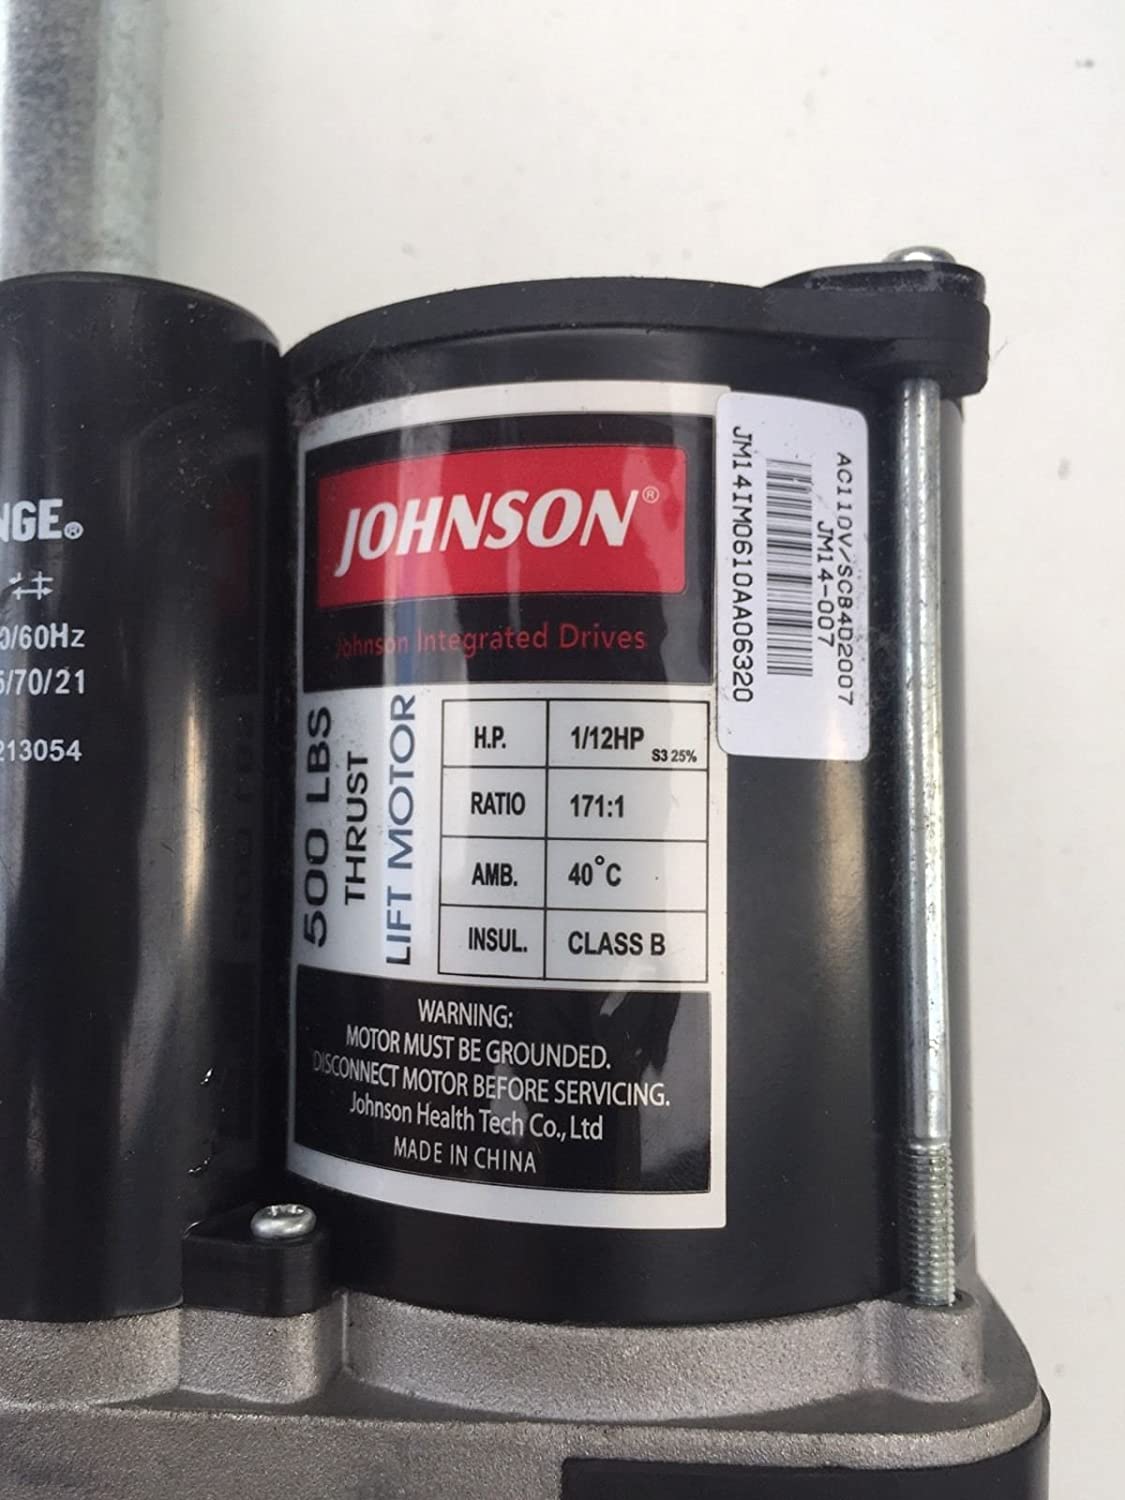 NGE®
0/60Hz
5/70/21
213054
JOHNSON®
Johnson Integrated Drives
500 LBS
THRUST
LIFT MOTOR
H.P. 1/12HP S3 25%
RATIO 171:1
AMB. 40°C
INSUL. CLASS B
WARNING:
MOTOR MUST BE GROUNDED.
DISCONNECT MOTOR BEFORE SERVICING.
Johnson Health Tech Co., Ltd
MADE IN CHINA
AC110V/SCB402007
JM14-007
JM14IM0610AA06320